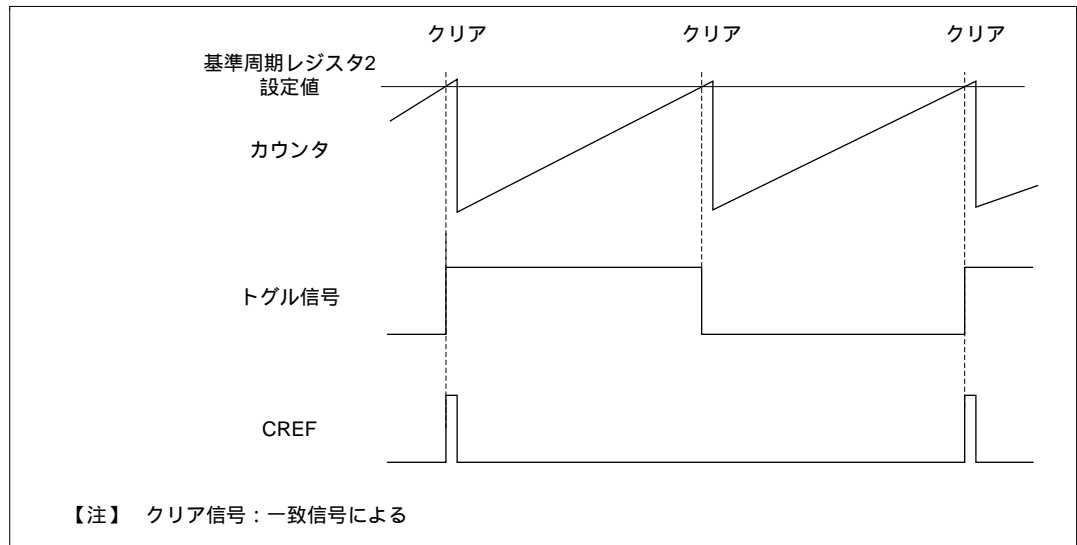 クリア クリア クリア
基準周期レジスタ2
設定値
カウンタ
トグル信号
CREF
【注】 クリア信号：一致信号による